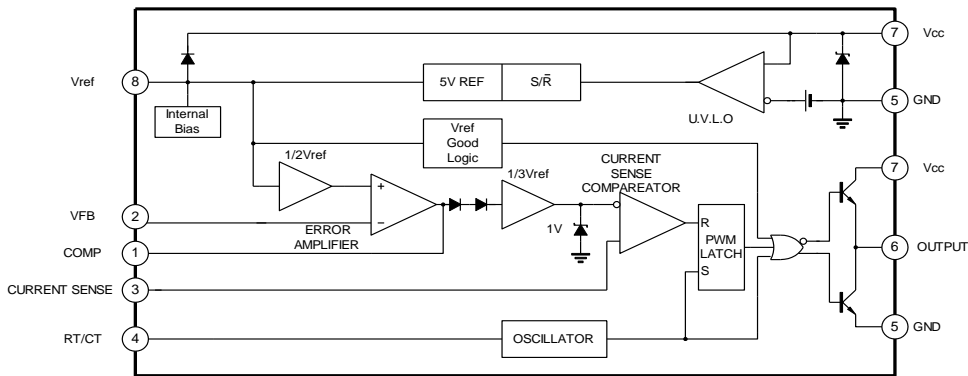 7
Vcc
8
Vref
5V REF
S/R̄
Internal
Bias
U.V.L.O
5
GND
Vref
Good
Logic
1/2Vref
1/3Vref
CURRENT
SENSE
COMPAREATOR
7
Vcc
+
−
VFB
2
ERROR
AMPLIFIER
1V
R
PWM
LATCH
S
COMP
1
6
OUTPUT
CURRENT SENSE
3
RT/CT
4
OSCILLATOR
5
GND